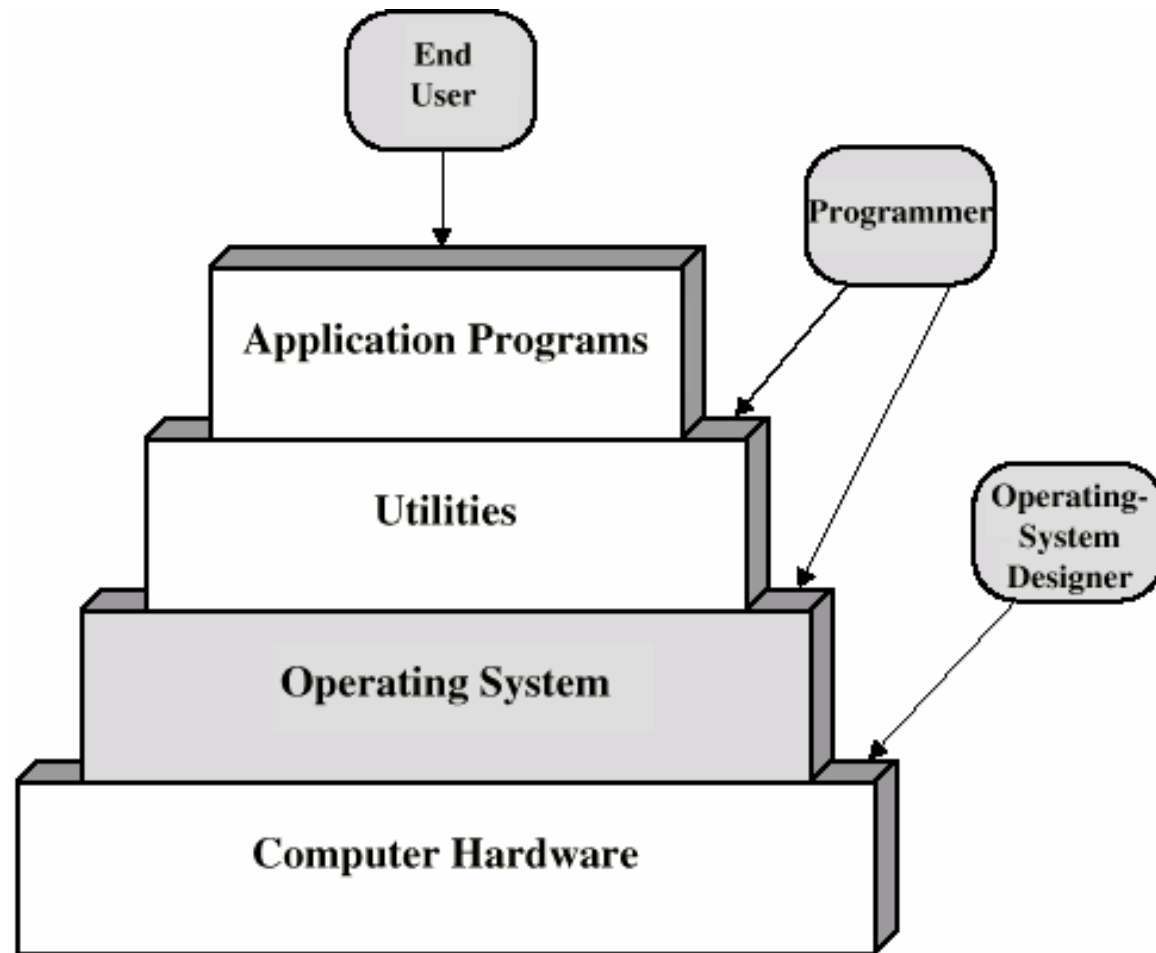 End
User
Programmer
Application Programs
Utilities
Operating-
System
Designer
Operating System
Computer Hardware